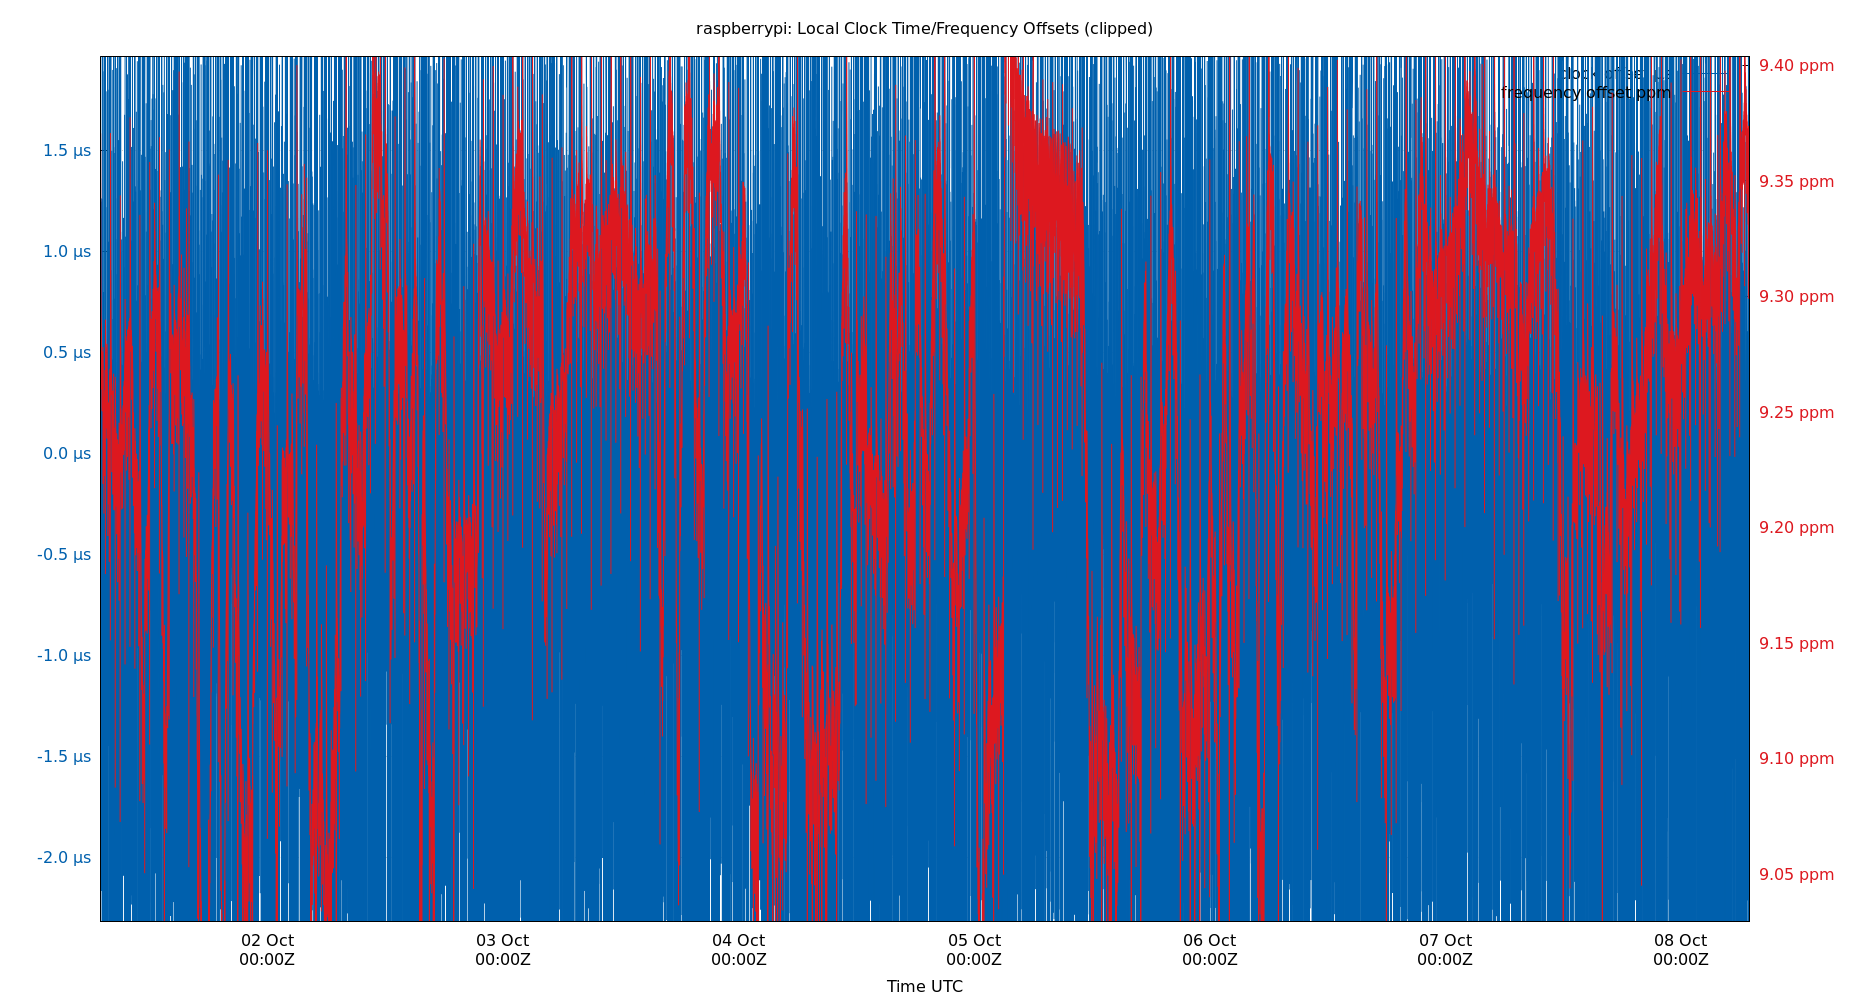 raspberrypi: Local Clock Time/Frequency Offsets (clipped)
frequency offset ppm
1.5 µs
1.0 µs
0.5 µs
0.0 µs
-0.5 µs
-1.0 µs
-1.5 µs
-2.0 µs
9.40 ppm
9.35 ppm
9.30 ppm
9.25 ppm
9.20 ppm
9.15 ppm
9.10 ppm
9.05 ppm
02 Oct
00:00Z
03 Oct
00:00Z
04 Oct
00:00Z
05 Oct
00:00Z
06 Oct
00:00Z
07 Oct
00:00Z
08 Oct
00:00Z
Time UTC